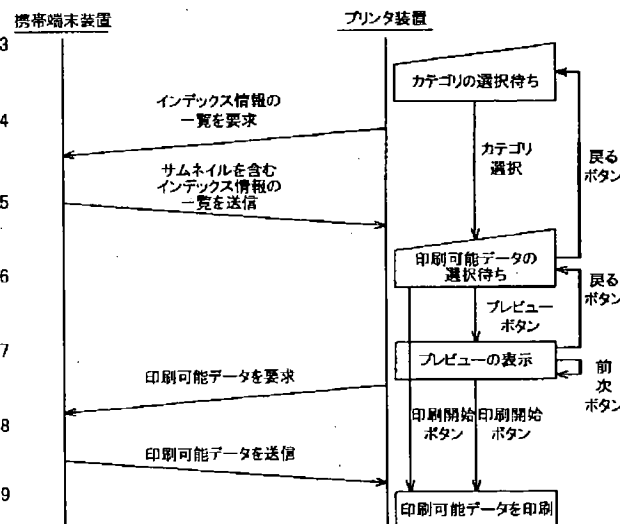 携帯端末装置
プリンタ装置
3
カテゴリの選択待ち
インデックス情報の
一覧を要求
4
カテゴリ
選択
戻る
ボタン
サムネイルを含む
インデックス情報の
一覧を送信
5
印刷可能データの
選択待ち
6
戻る
ボタン
プレビュー
ボタン
7
プレビューの表示
印刷可能データを要求
前
次
ボタン
8
印刷開始
ボタン
印刷開始
ボタン
印刷可能データを送信
9
印刷可能データを印刷